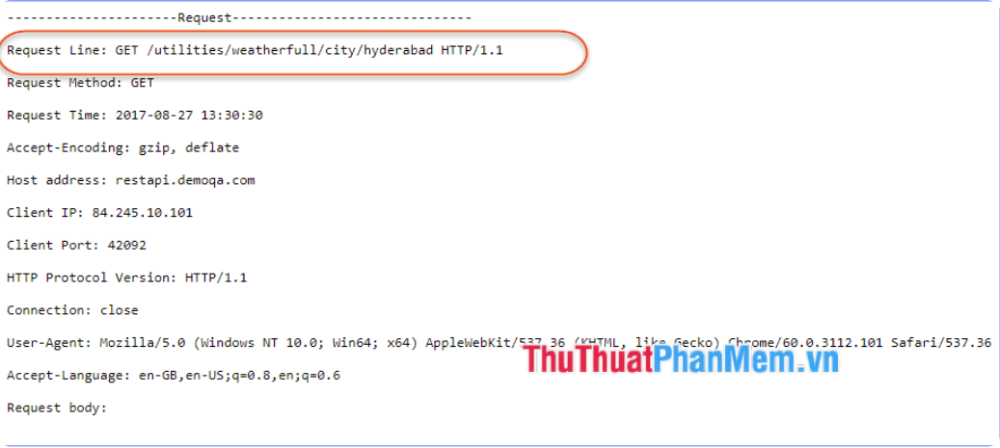 ----------------------Request-------------------------------
Request Line: GET /utilities/weatherfull/city/hyderabad HTTP/1.1
Request Method: GET
Request Time: 2017-08-27 13:30:30
Accept-Encoding: gzip, deflate
Host address: restapi.demoqa.com
Client IP: 84.245.10.101
Client Port: 42092
HTTP Protocol Version: HTTP/1.1
Connection: close
User-Agent: Mozilla/5.0 (Windows NT 10.0; Win64; x64) AppleWebKit/537.36 (KHTML, like Gecko) Chrome/60.0.3112.101 Safari/537.36
ThuThuatPhanMem.vn
Accept-Language: en-GB,en-US;q=0.8,en;q=0.6
Request body: